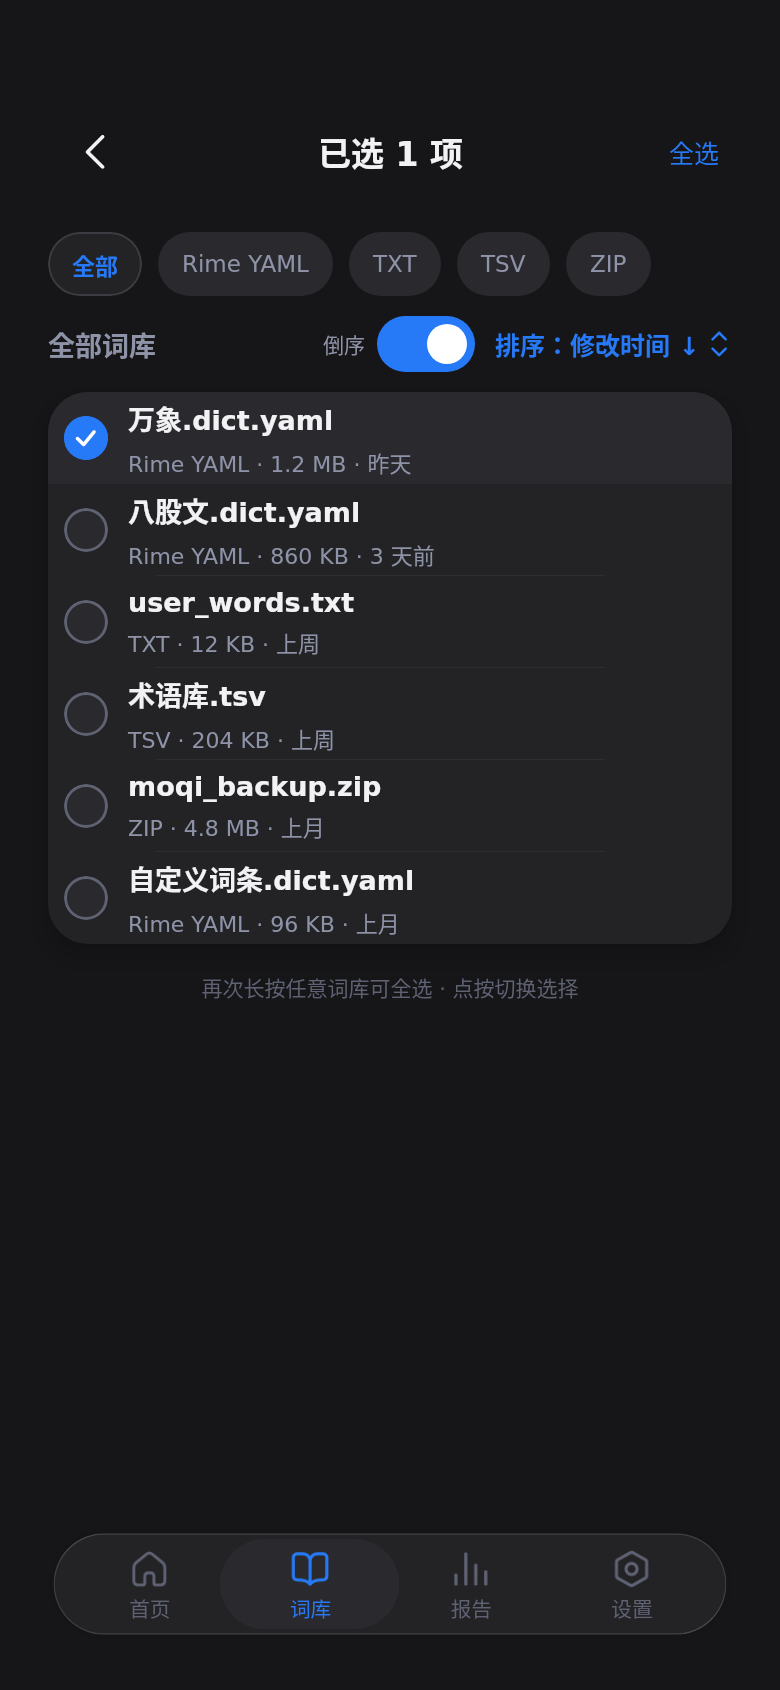 已选 1 项
全选
全部
Rime YAML
TXT
TSV
ZIP
全部词库
倒序
排序：修改时间 ↓
万象.dict.yaml
Rime YAML · 1.2 MB · 昨天
八股文.dict.yaml
Rime YAML · 860 KB · 3 天前
user_words.txt
TXT · 12 KB · 上周
术语库.tsv
TSV · 204 KB · 上周
moqi_backup.zip
ZIP · 4.8 MB · 上月
自定义词条.dict.yaml
Rime YAML · 96 KB · 上月
再次长按任意词库可全选 · 点按切换选择
首页
词库
报告
设置